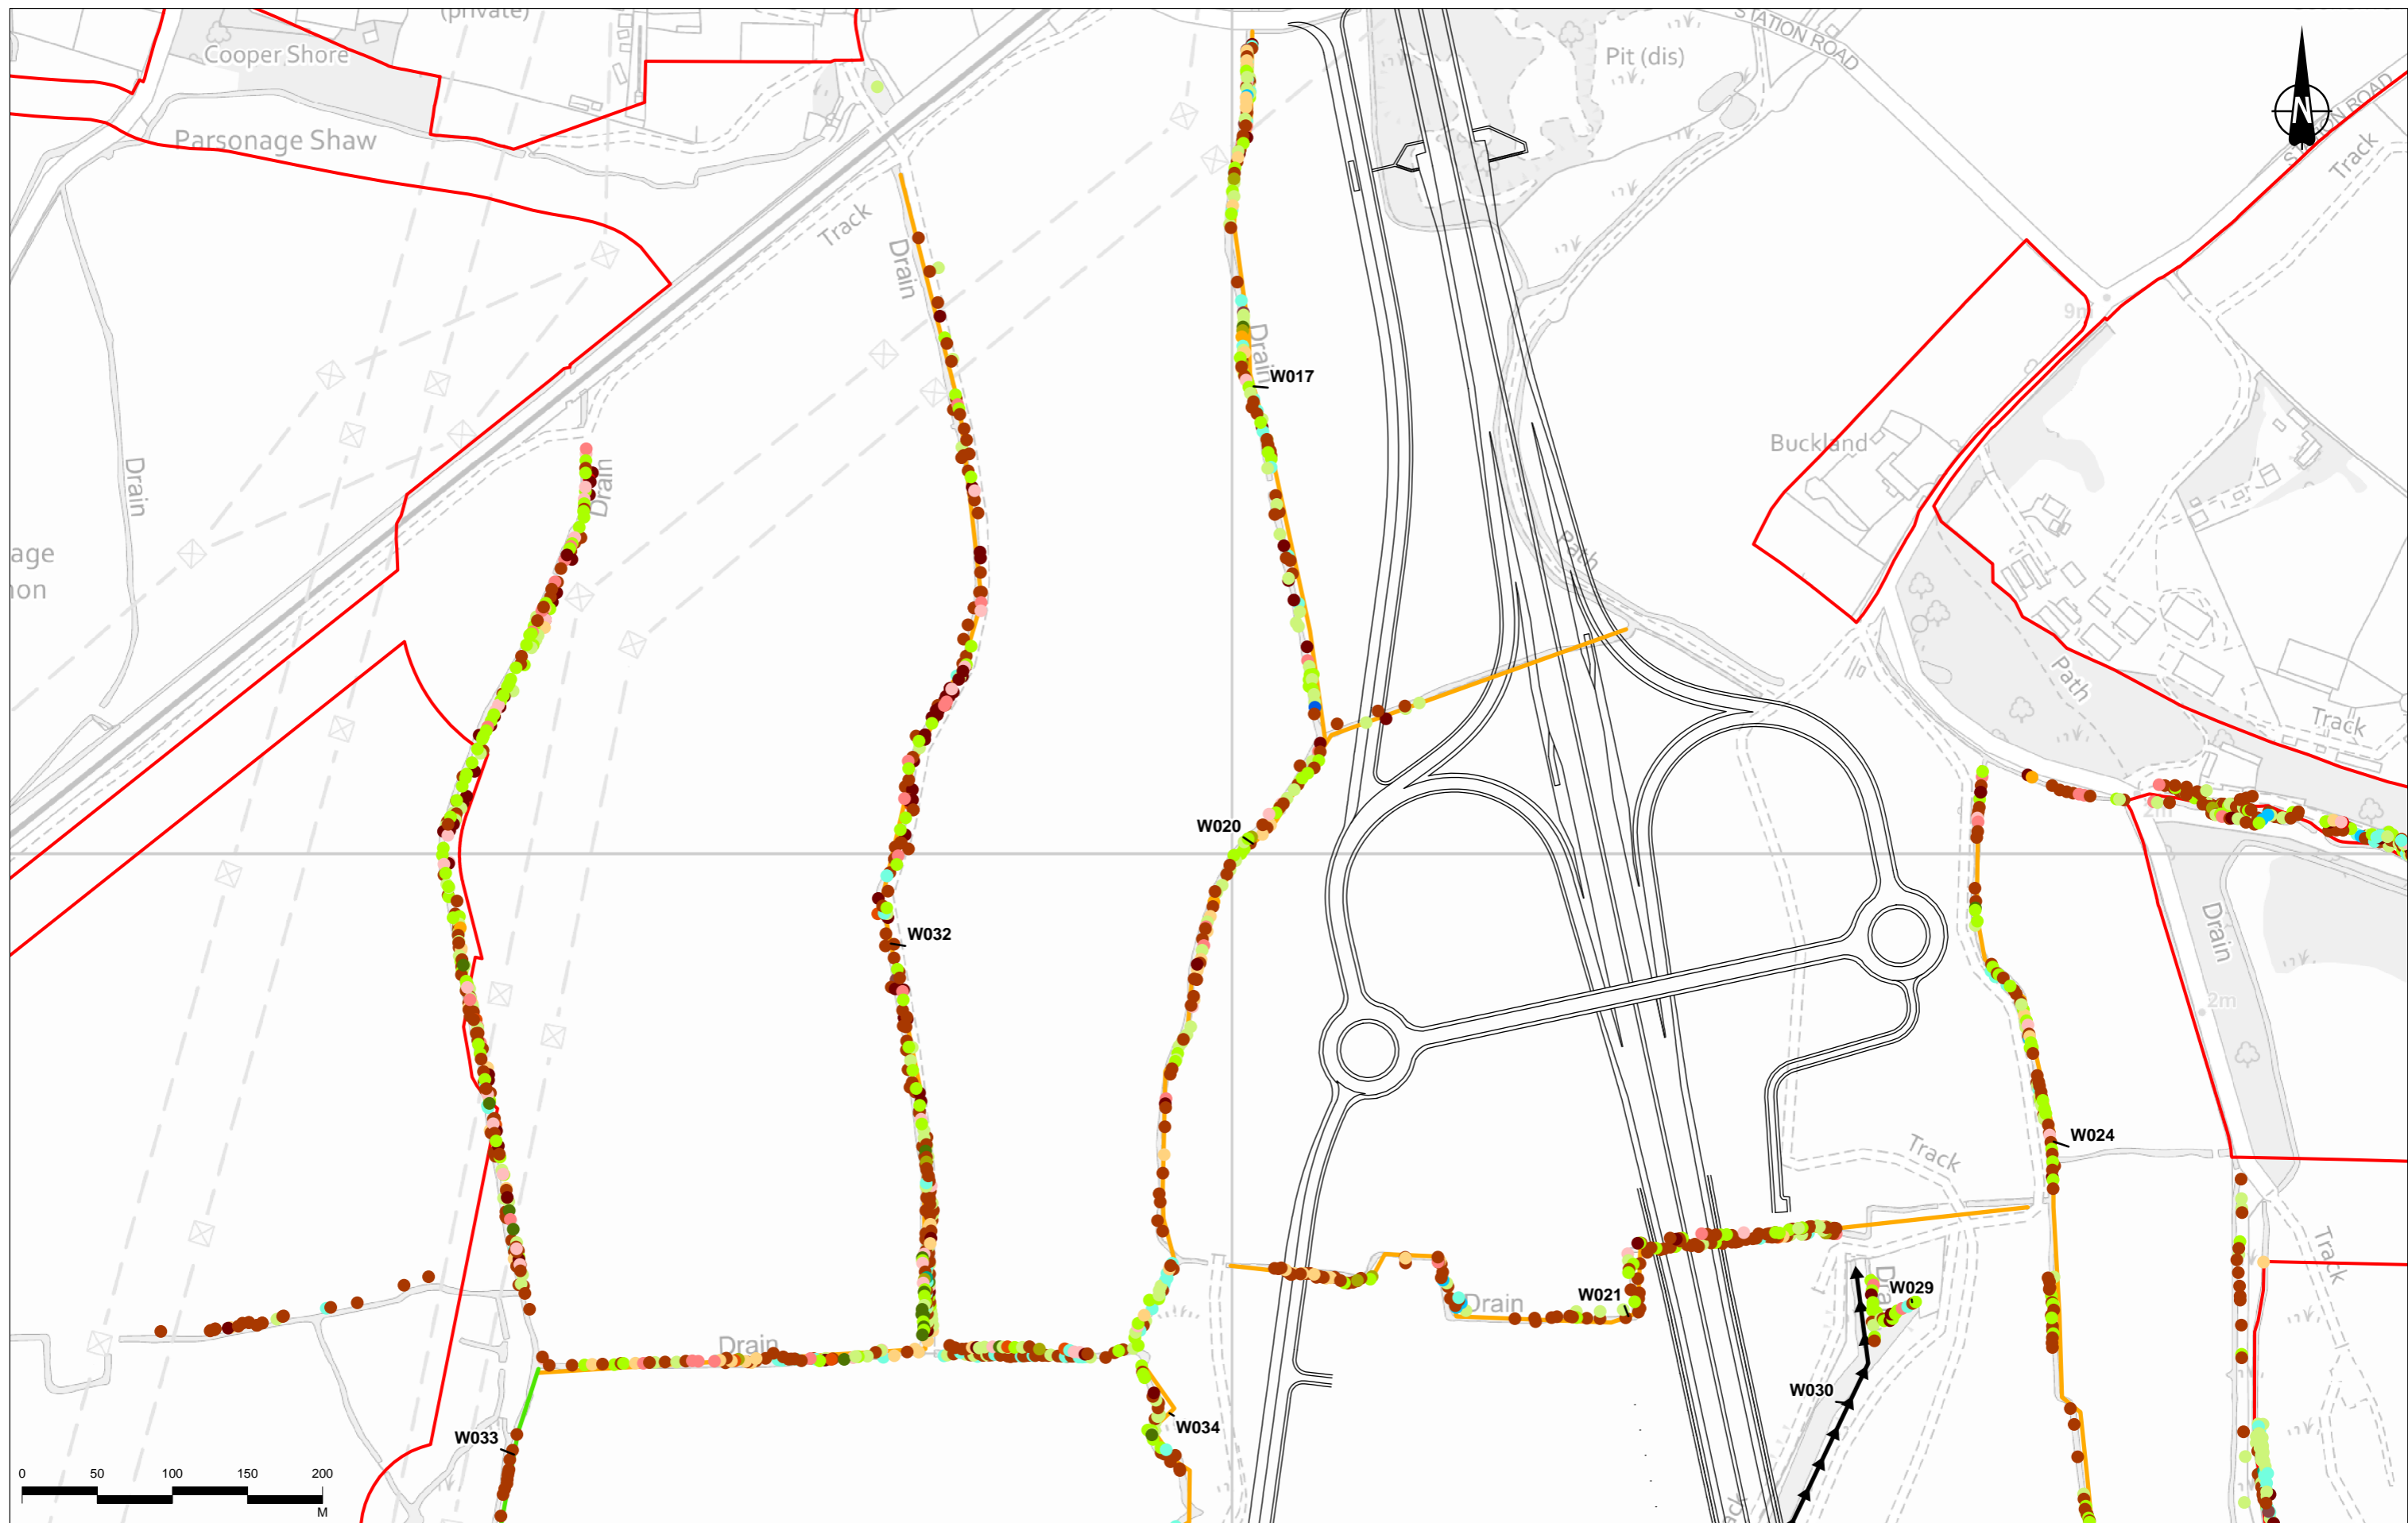 (private)
Cooper Shore
Pit (dis)
STATION ROAD
N
Track
Parsonage Shaw
Track
Drain
9m
Drain
W017
Buckland
Drain
Drain
Path
age
Path
Track
W020
2m
W032
Drain
2m
W024
Track
Track
Drain
W021
W029
Drain
W030
W034
W033
0 50 100 150 200
M